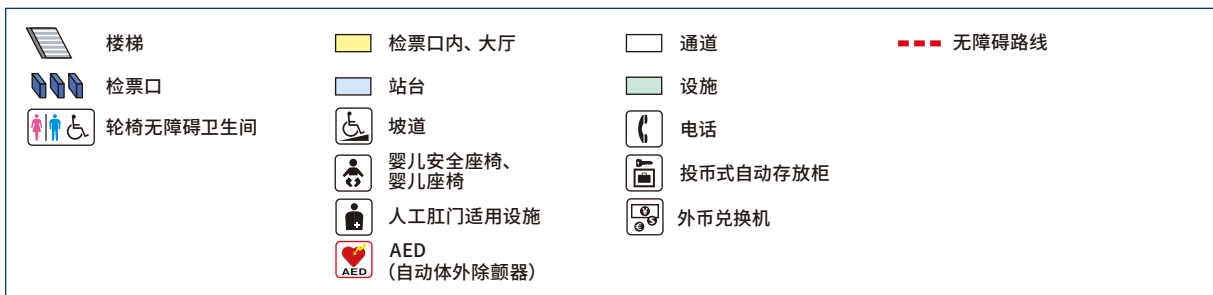 楼梯
检票口
轮椅无障碍卫生间
检票口内、大厅
站台
坡道
婴儿安全座椅、
婴儿座椅
人工肛门适用设施
AED
AED
（自动体外除颤器）
通道
设施
电话
投币式自动存放柜
外币兑换机
无障碍路线